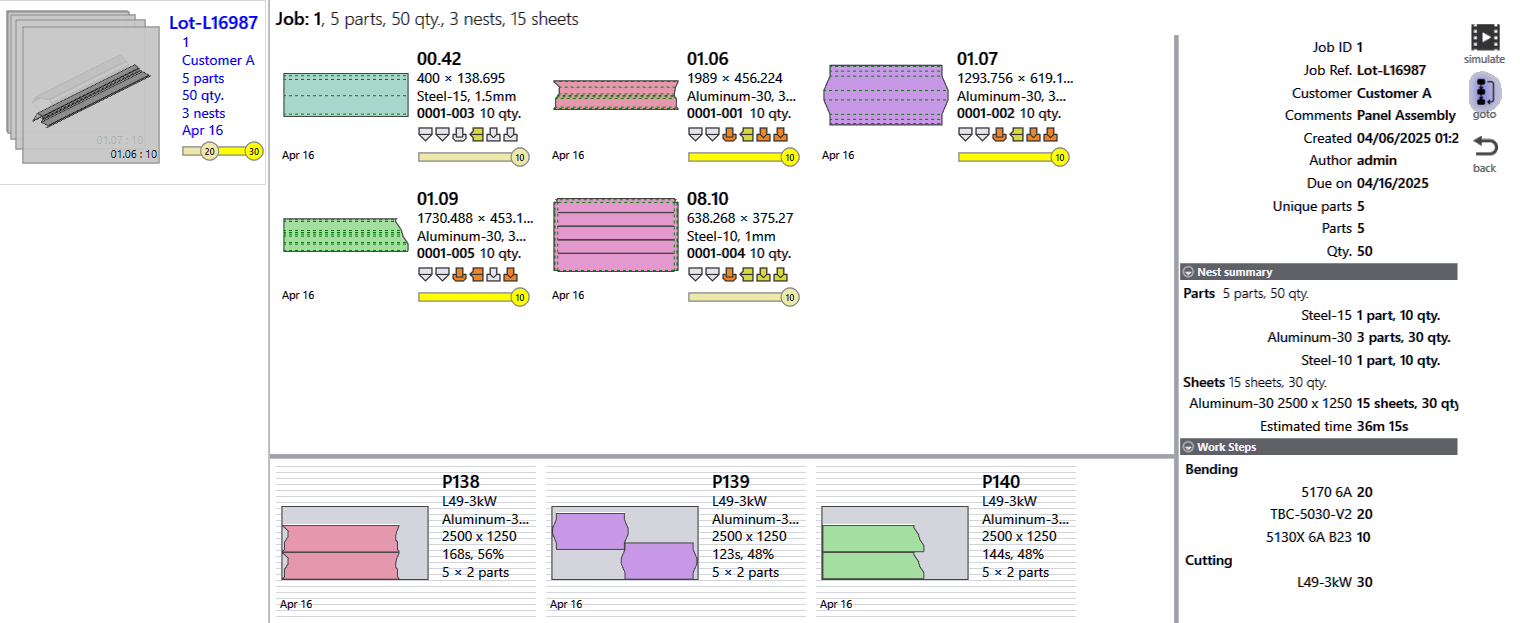 Lot-L16987
1
Customer A
5 parts
50 qty.
3 nests
Apr 16
20
30
01.07 : 10
01.06 : 10
Job: 1, 5 parts, 50 qty., 3 nests, 15 sheets
00.42
400 × 138.695
Steel-15, 1.5mm
0001-003 10 qty.
Apr 16
10
01.06
1989 × 456.224
Aluminum-30, 3...
0001-001 10 qty.
Apr 16
10
01.07
1293.756 × 619.1...
Aluminum-30, 3...
0001-002 10 qty.
Apr 16
10
01.09
1730.488 × 453.1...
Aluminum-30, 3...
0001-005 10 qty.
Apr 16
10
08.10
638.268 × 375.27
Steel-10, 1mm
0001-004 10 qty.
Apr 16
10
P138
L49-3kW
Aluminum-3...
2500 x 1250
168s, 56%
5 × 2 parts
Apr 16
P139
L49-3kW
Aluminum-3...
2500 x 1250
123s, 48%
5 × 2 parts
Apr 16
P140
L49-3kW
Aluminum-3...
2500 x 1250
144s, 48%
5 × 2 parts
Apr 16
Job ID 1
Job Ref. Lot-L16987
Customer Customer A
Comments Panel Assembly
Created 04/06/2025 01:2
Author admin
Due on 04/16/2025
Unique parts 5
Parts 5
Qty. 50
Nest summary
Parts 5 parts, 50 qty.
Steel-15 1 part, 10 qty.
Aluminum-30 3 parts, 30 qty.
Steel-10 1 part, 10 qty.
Sheets 15 sheets, 30 qty.
Aluminum-30 2500 x 1250 15 sheets, 30 qty
Estimated time 36m 15s
Work Steps
Bending
5170 6A 20
TBC-5030-V2 20
5130X 6A B23 10
Cutting
L49-3kW 30
simulate
goto
back